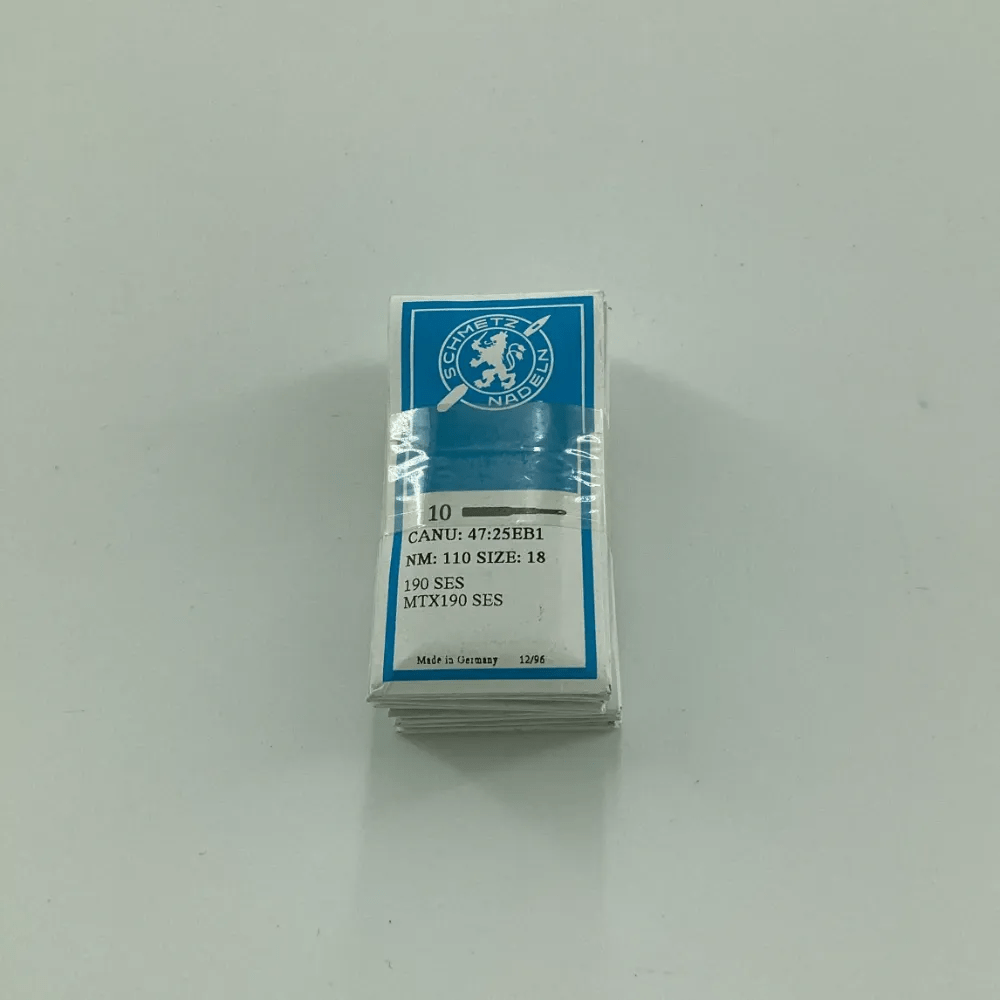 SCHMETZ
NADELN
10
CANU: 47:25EB1
NM: 110 SIZE: 18
190 SES
MTX190 SES
Made in Germany 12/96